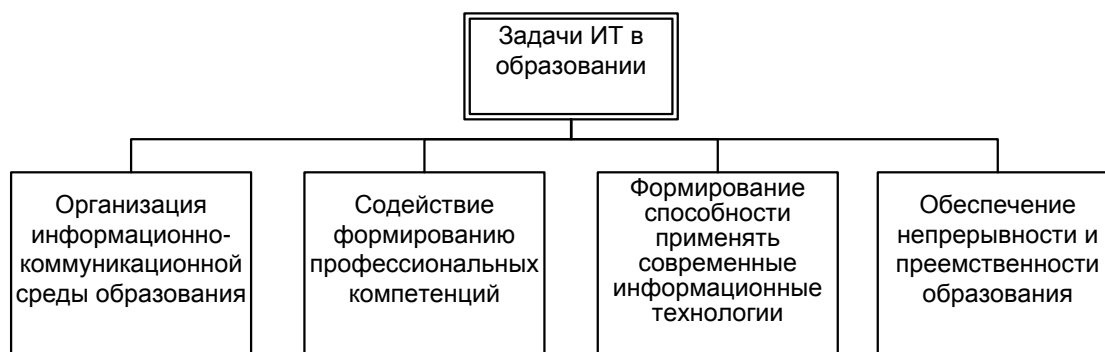 Задачи ИТ в
образовании
Организация
информационно-
коммуникационной
среды образования
Содействие
формированию
профессиональных
компетенций
Формирование
способности
применять
современные
информационные
технологии
Обеспечение
непрерывности и
преемственности
образования